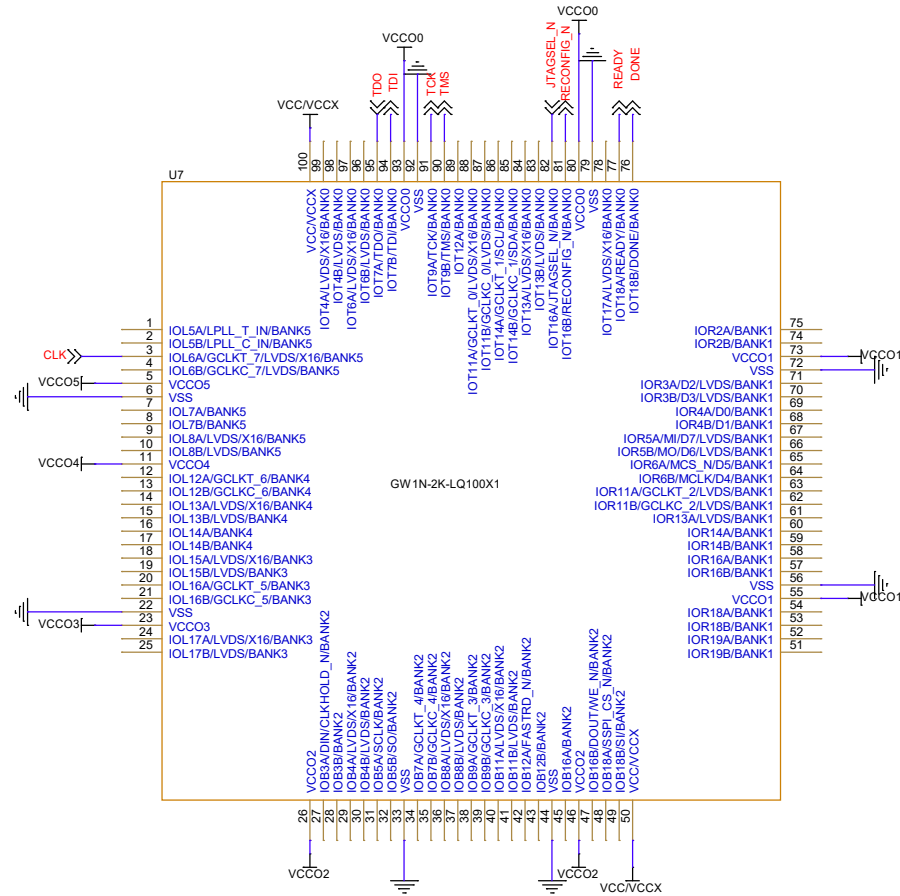 VCCO0
VCCO0
VCC/VCCX
TDO
TDI
TCK
TMS
JTAGSEL_N
RECONFIG_N
READY
DONE
100
99
98
97
96
95
94
93
92
91
90
89
88
87
86
85
84
83
82
81
80
79
78
77
76
U7
VCC/VCCX
IOT4A/LVDS/X16/BANK0
IOT4B/LVDS/BANK0
IOT6A/LVDS/X16/BANK0
IOT6B/LVDS/BANK0
IOT7A/TDO/BANK0
IOT7B/TDI/BANK0
VCCO0
VSS
IOT9A/TCK/BANK0
IOT9B/TMS/BANK0
IOT12A/BANK0
IOT11A/GCLKT_0/LVDS/X16/BANK0
IOT11B/GCLKC_0/LVDS/BANK0
IOT14A/GCLKT_1/SCL/BANK0
IOT14B/GCLKC_1/SDA/BANK0
IOT13A/LVDS/X16/BANK0
IOT13B/LVDS/BANK0
IOT16A/JTAGSEL_N/BANK0
IOT16B/RECONFIG_N/BANK0
VCCO0
VSS
IOT17A/LVDS/X16/BANK0
IOT18A/READY/BANK0
IOT18B/DONE/BANK0
1 IOL5A/LPLL_T_IN/BANK5
2 IOL5B/LPLL_C_IN/BANK5
CLK 3 IOL6A/GCLKT_7/LVDS/X16/BANK5
4 IOL6B/GCLKC_7/LVDS/BANK5
VCCO5 5 VCCO5
6 VSS
7 IOL7A/BANK5
8 IOL7B/BANK5
9 IOL8A/LVDS/X16/BANK5
10 IOL8B/LVDS/BANK5
VCCO4 11 VCCO4
12 IOL12A/GCLKT_6/BANK4
13 IOL12B/GCLKC_6/BANK4
14 IOL13A/LVDS/X16/BANK4
15 IOL13B/LVDS/BANK4
16 IOL14A/BANK4
17 IOL14B/BANK4
18 IOL15A/LVDS/X16/BANK3
19 IOL15B/LVDS/BANK3
20 IOL16A/GCLKT_5/BANK3
21 IOL16B/GCLKC_5/BANK3
22 VSS
VCCO3 23 VCCO3
24 IOL17A/LVDS/X16/BANK3
25 IOL17B/LVDS/BANK3
GW1N-2K-LQ100X1
IOR2A/BANK1 75
IOR2B/BANK1 74
VCCO1 73 VCCO1
VSS 72
IOR3A/D2/LVDS/BANK1 71
IOR3B/D3/LVDS/BANK1 70
IOR4A/D0/BANK1 69
IOR4B/D1/BANK1 68
IOR5A/MI/D7/LVDS/BANK1 67
IOR5B/MO/D6/LVDS/BANK1 66
IOR6A/MCS_N/D5/BANK1 65
IOR6B/MCLK/D4/BANK1 64
IOR11A/GCLKT_2/LVDS/BANK1 63
IOR11B/GCLKC_2/LVDS/BANK1 62
IOR13A/LVDS/BANK1 61
IOR14A/BANK1 60
IOR14B/BANK1 59
IOR16A/BANK1 58
IOR16B/BANK1 57
VSS 56
VCCO1 55 VCCO1
IOR18A/BANK1 54
IOR18B/BANK1 53
IOR19A/BANK1 52
IOR19B/BANK1 51
VCCO2
IOB3A/DIN/CLKHOLD_N/BANK2
IOB3B/BANK2
IOB4A/LVDS/X16/BANK2
IOB4B/LVDS/BANK2
IOB5A/SCLK/BANK2
IOB5B/SO/BANK2
VSS
IOB7A/GCLKT_4/BANK2
IOB7B/GCLKC_4/BANK2
IOB8A/LVDS/X16/BANK2
IOB8B/LVDS/BANK2
IOB9A/GCLKT_3/BANK2
IOB9B/GCLKC_3/BANK2
IOB11A/LVDS/X16/BANK2
IOB11B/LVDS/BANK2
IOB12A/FASTRD_N/BANK2
IOB12B/BANK2
VSS
IOB16A/BANK2
VCCO2
IOB16B/DOUT/WE_N/BANK2
IOB18A/SSPI_CS_N/BANK2
IOB18B/SI/BANK2
VCC/VCCX
26
27
28
29
30
31
32
33
34
35
36
37
38
39
40
41
42
43
44
45
46
47
48
49
50
VCCO2
VCCO2
VCC/VCCX